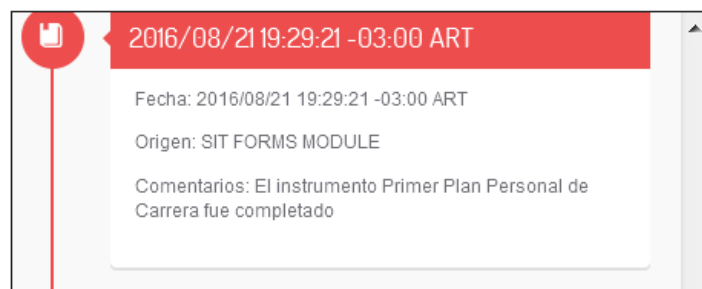 2016/08/21 19:29:21 -03:00 ART
Fecha: 2016/08/21 19:29:21 -03:00 ART
Origen: SIT FORMS MODULE
Comentarios: El instrumento Primer Plan Personal de
Carrera fue completado